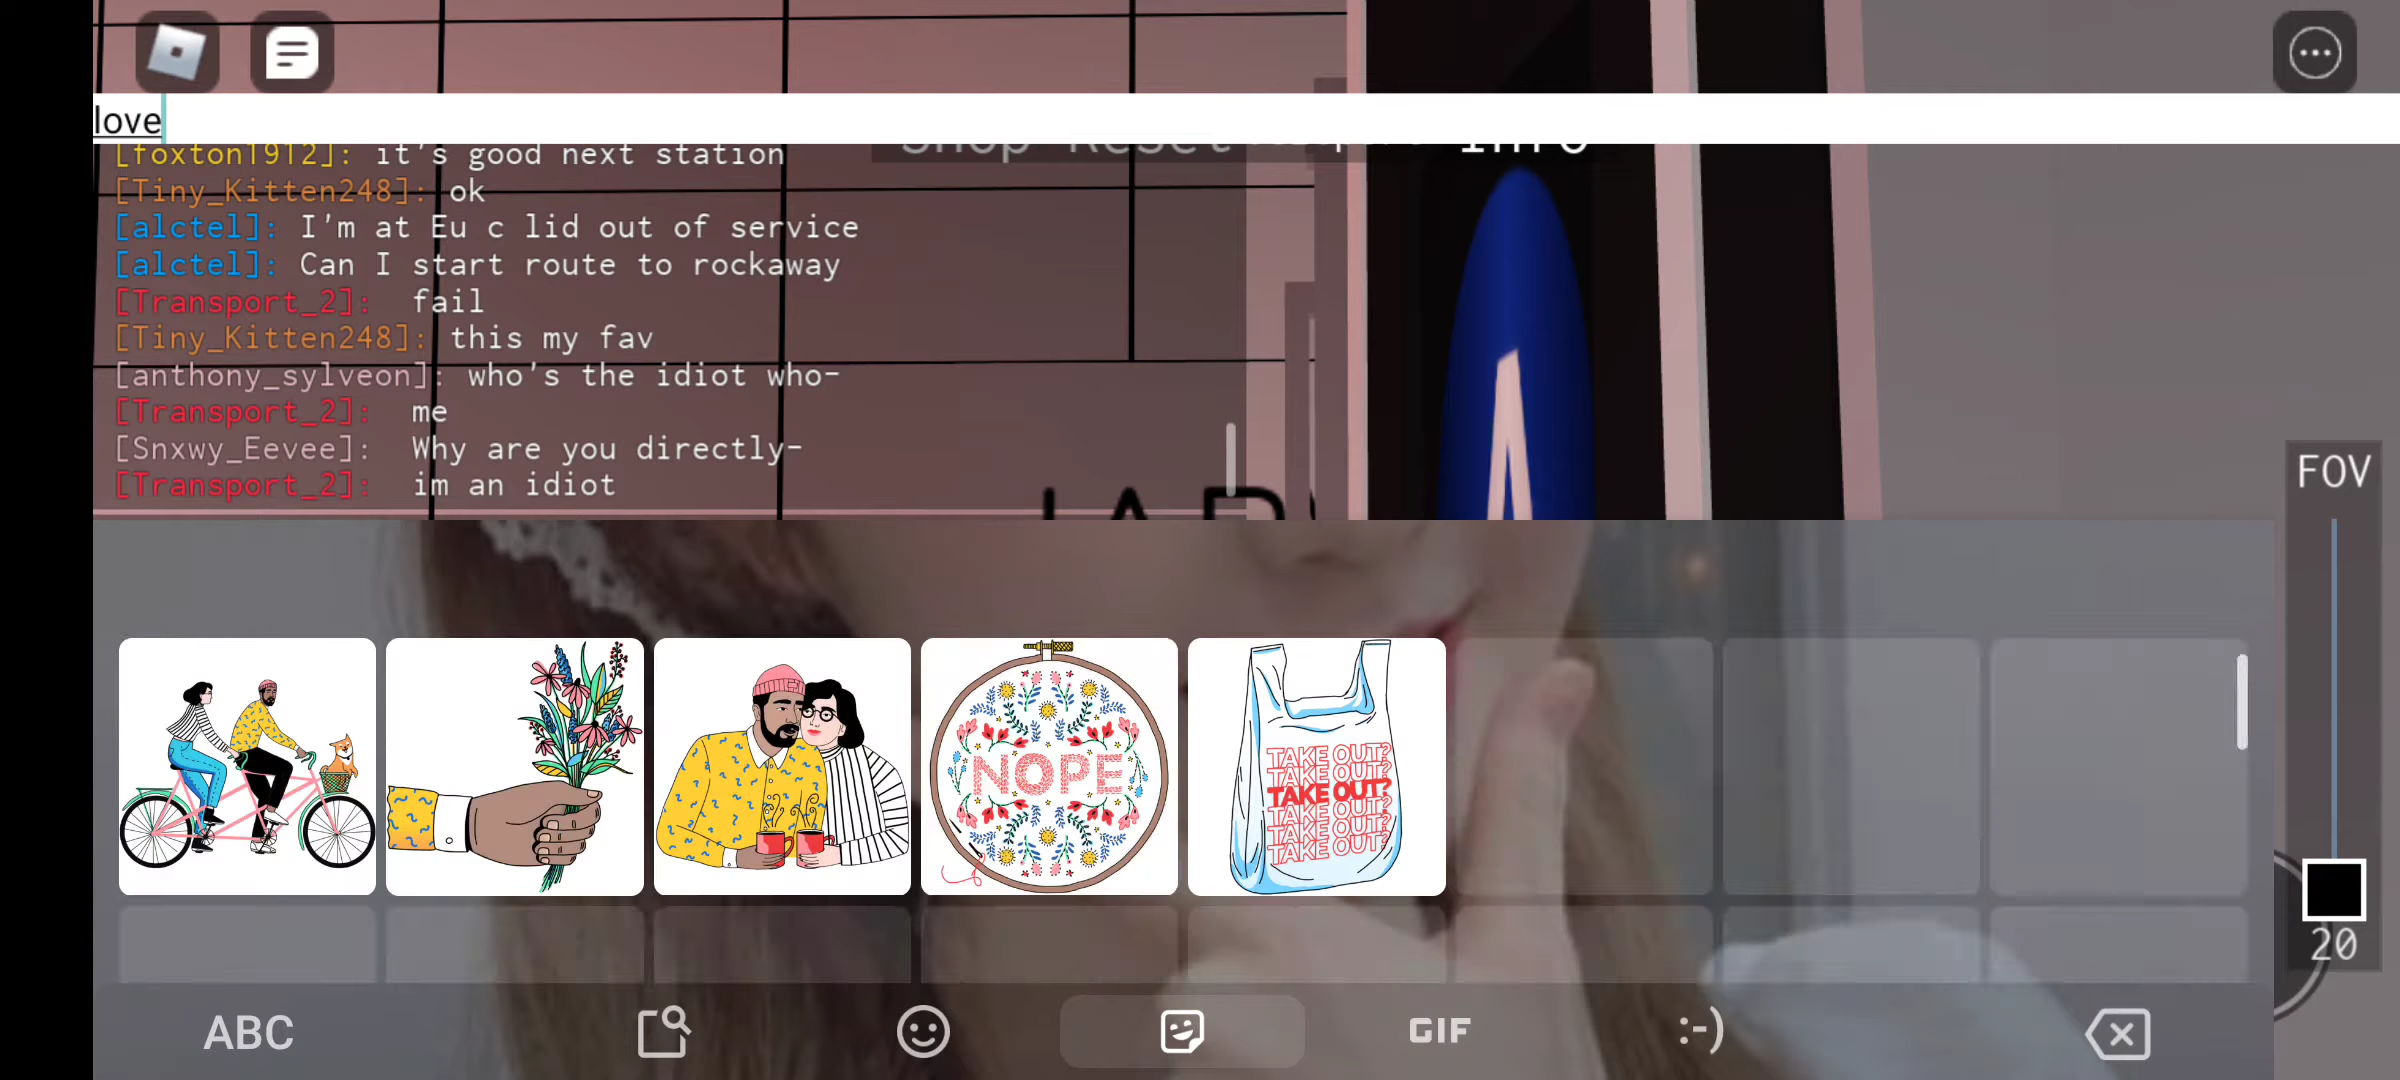 love
Shop Reset Info
[foxton1912]: it's good next station
[Tiny_Kitten248]: ok
[alctel]: I'm at Eu c lid out of service
[alctel]: Can I start route to rockaway
[Transport_2]: fail
[Tiny_Kitten248]: this my fav
[anthony_sylveon]: who's the idiot who-
[Transport_2]: me
[Snxwy_Eevee]: Why are you directly-
[Transport_2]: im an idiot
A
FOV
NOPE
TAKE OUT?
TAKE OUT?
TAKE OUT?
TAKE OUT?
TAKE OUT?
TAKE OUT?
20
ABC
GIF
:-)